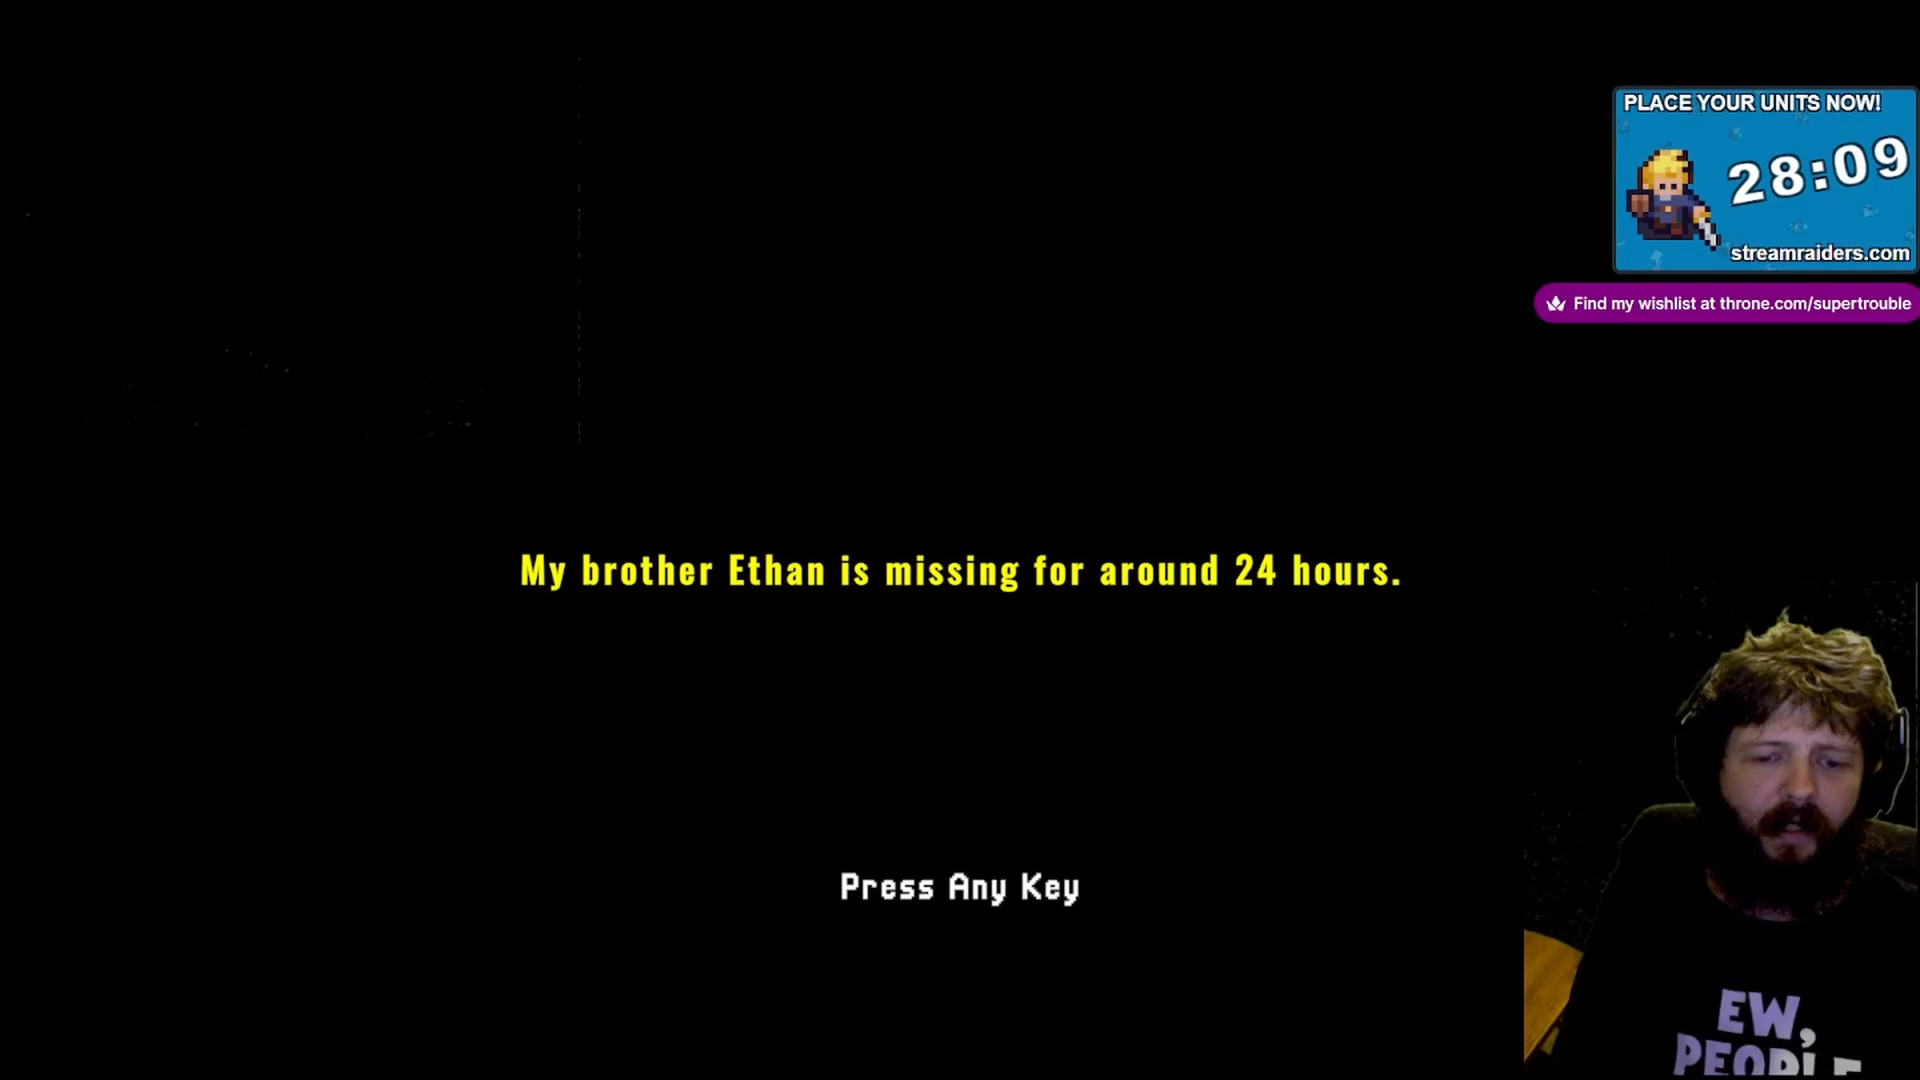 PLACE YOUR UNITS NOW!
28:09
streamraiders.com
Find my wishlist at throne.com/supertrouble
My brother Ethan is missing for around 24 hours.
Press Any Key
EW,
PEOPLE